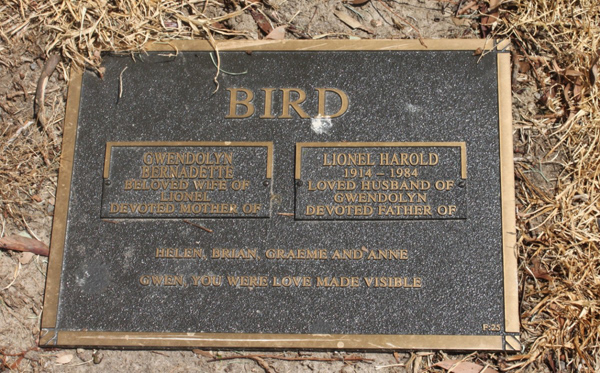 BIRD
GWENDOLYN
BERNADETTE
BELOVED WIFE OF
LIONEL
DEVOTED MOTHER OF
LIONEL HAROLD
1914 – 1984
LOVED HUSBAND OF
GWENDOLYN
DEVOTED FATHER OF
HELEN, BRIAN, GRAEME AND ANNE
GWEN, YOU WERE LOVE MADE VISIBLE
F:25